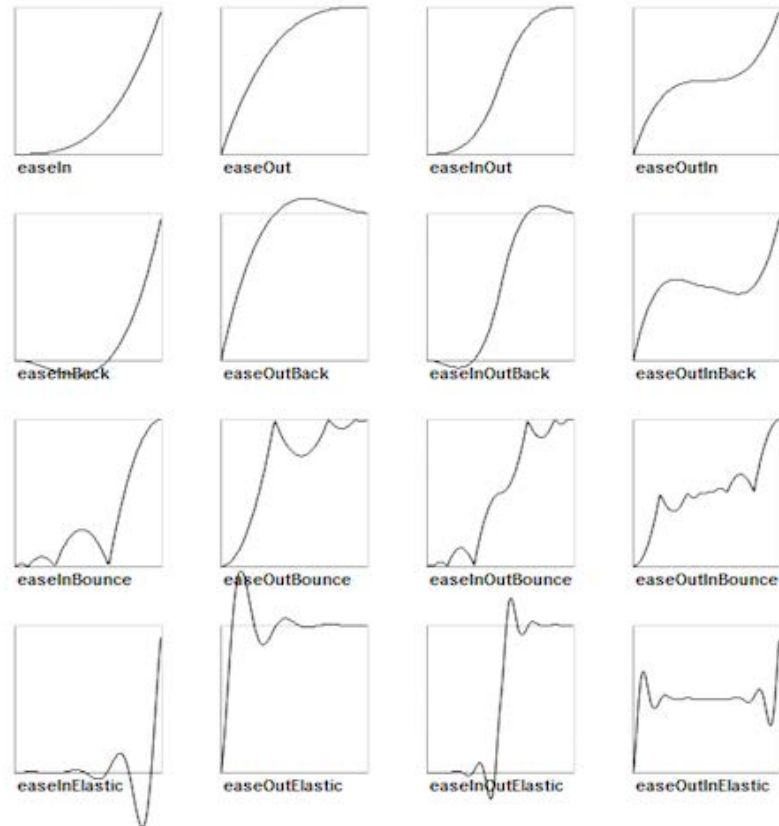 easeIn easeOut easeInOut easeOutIn
easeInBack easeOutBack easeInOutBack easeOutInBack
easeInBounce easeOutBounce easeInOutBounce easeOutInBounce
easeInElastic easeOutElastic easeInOutElastic easeOutInElastic